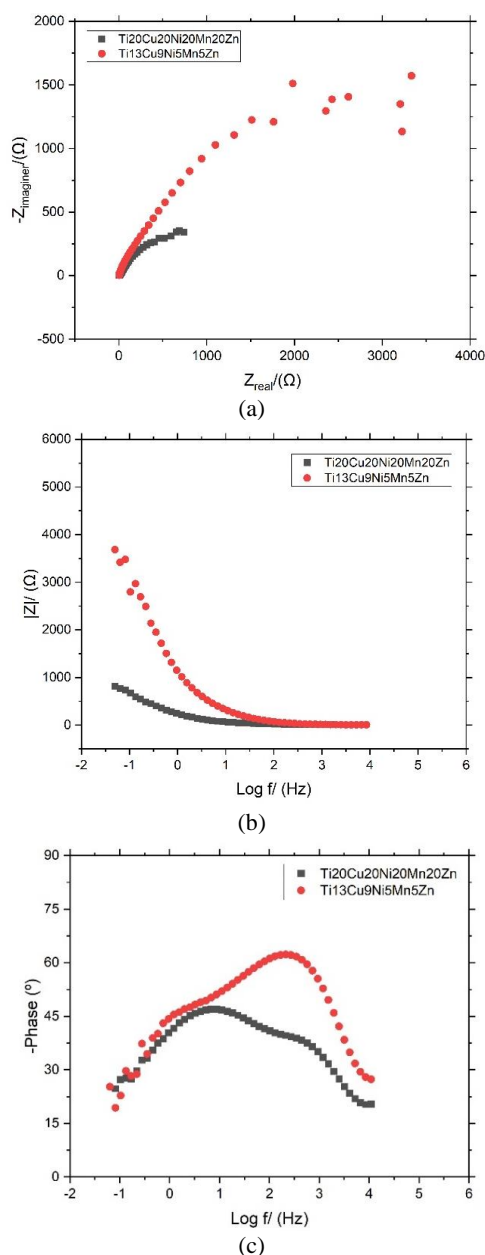 Ti20Cu20Ni20Mn20Zn
Ti13Cu9Ni5Mn5Zn
-Z_imaginer/(Ω)
2000
1500
1000
500
0
-500
0 1000 2000 3000 4000
Z_real/(Ω)
(a)
Ti20Cu20Ni20Mn20Zn
Ti13Cu9Ni5Mn5Zn
|Z|/ (Ω)
6000
5000
4000
3000
2000
1000
0
-2 -1 0 1 2 3 4 5 6
Log f/ (Hz)
(b)
Ti20Cu20Ni20Mn20Zn
Ti13Cu9Ni5Mn5Zn
-Phase (°)
90
75
60
45
30
15
0
-2 -1 0 1 2 3 4 5 6
Log f/ (Hz)
(c)